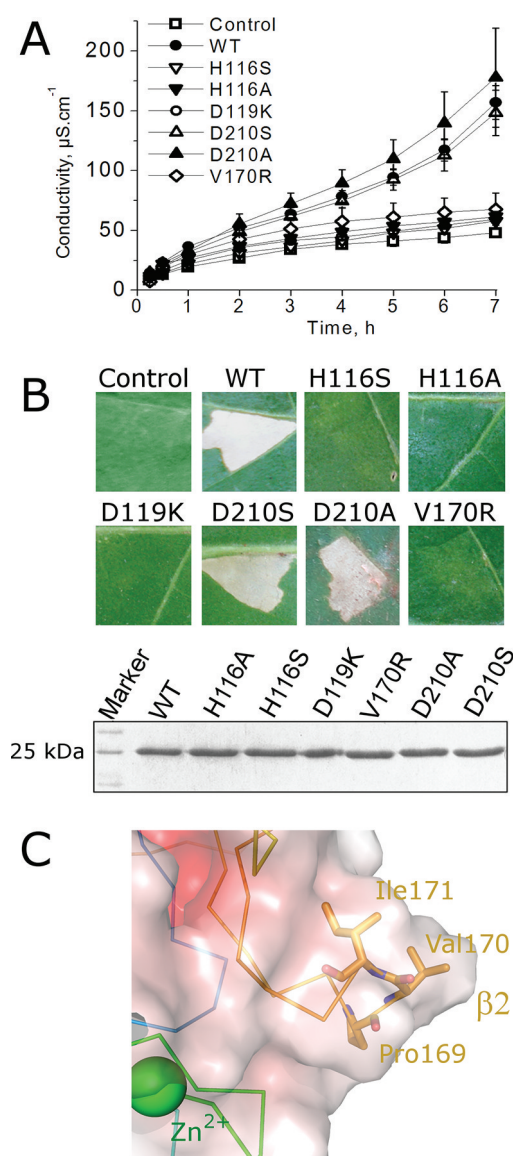 A
Control
WT
H116S
H116A
D119K
D210S
D210A
V170R
Conductivity, µS.cm⁻¹
200
150
100
50
0
0 1 2 3 4 5 6 7
Time, h
B
Control WT H116S H116A
D119K D210S D210A V170R
Marker WT H116A H116S D119K V170R D210A D210S
25 kDa
C
Ile171
Val170
β2
Pro169
Zn²⁺